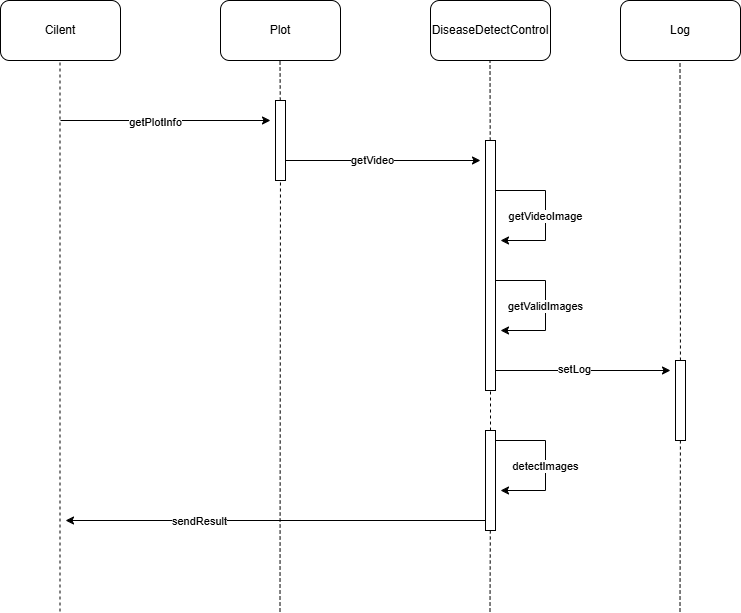 Cilent
Plot
DiseaseDetectControl
Log
getPlotInfo
getVideo
getVideoImage
getValidImages
setLog
detectImages
sendResult